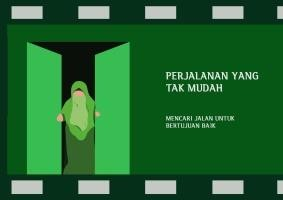 PERJALANAN YANG
TAK MUDAH
MENCARI JALAN UNTUK
BERTUJUAN BAIK